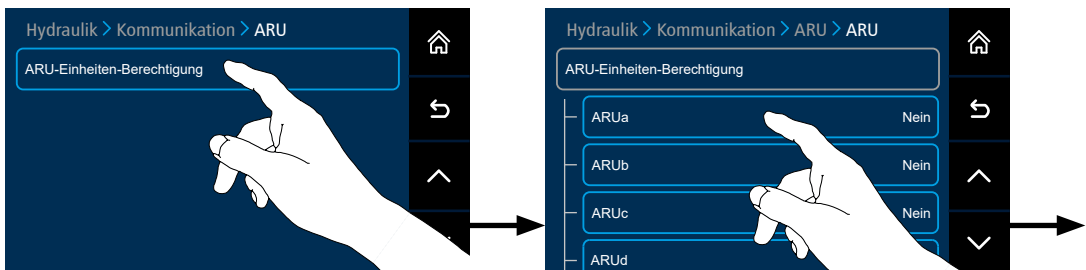 Hydraulik > Kommunikation > ARU
ARU-Einheiten-Berechtigung
Hydraulik > Kommunikation > ARU > ARU
ARU-Einheiten-Berechtigung
ARUa Nein
ARUb Nein
ARUc Nein
ARUd